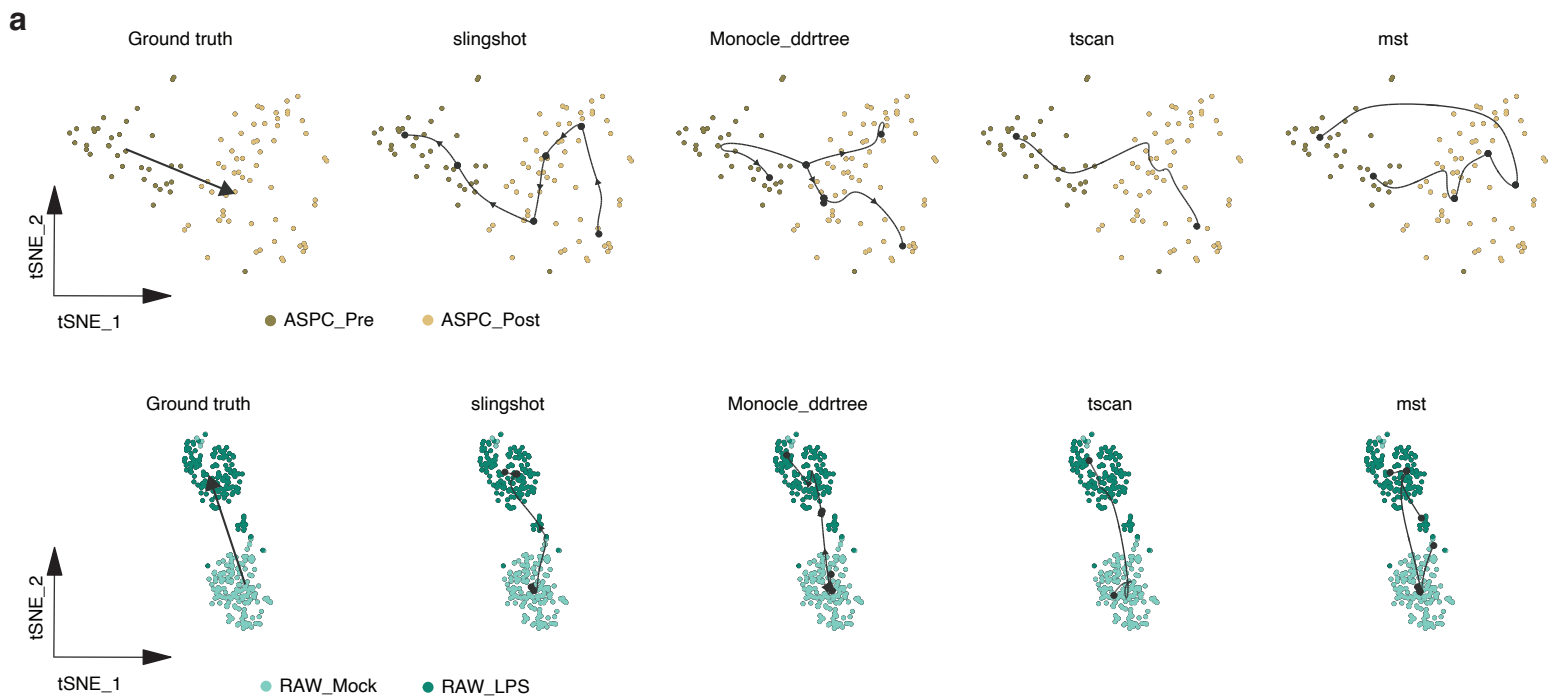 a
Ground truth
slingshot
Monocle_ddrtree
tscan
mst
tSNE_2
tSNE_1
ASPC_Pre
ASPC_Post
Ground truth
slingshot
Monocle_ddrtree
tscan
mst
tSNE_2
tSNE_1
RAW_Mock
RAW_LPS